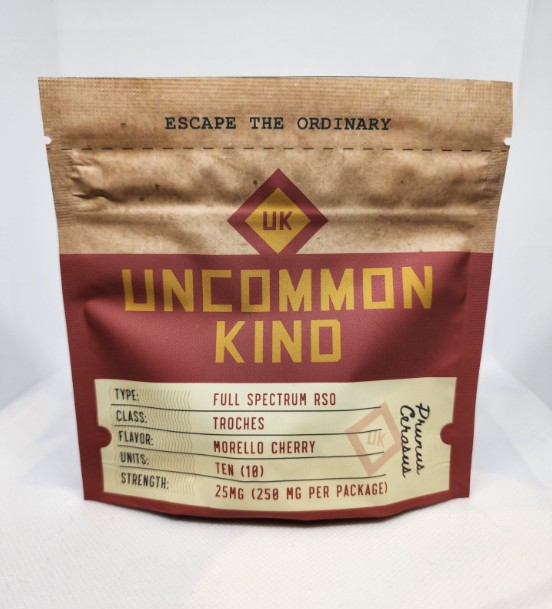 ESCAPE THE ORDINARY
UK
UNCOMMON
KIND
TYPE: FULL SPECTRUM RSO
CLASS: TROCHES
FLAVOR: MORELLO CHERRY
UNITS: TEN (10)
STRENGTH: 25MG (250 MG PER PACKAGE)
UK
Prunus
Cerasus